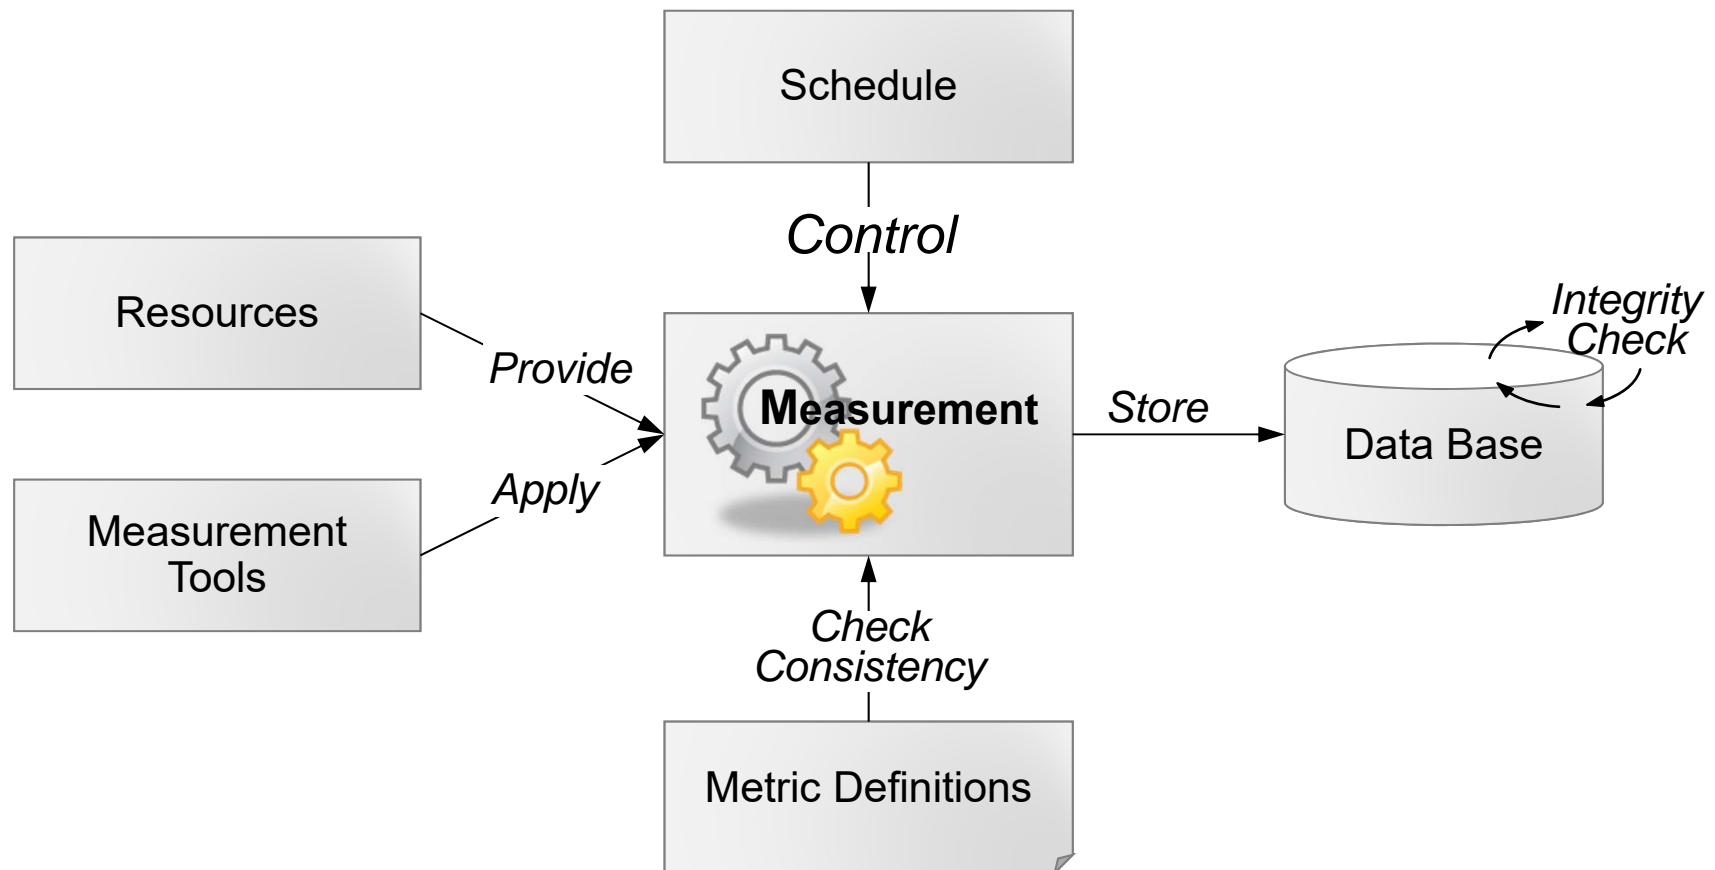 Schedule
Control
Resources
Integrity
Check
Provide
Measurement
Store
Data Base
Apply
Measurement
Tools
Check
Consistency
Metric Definitions